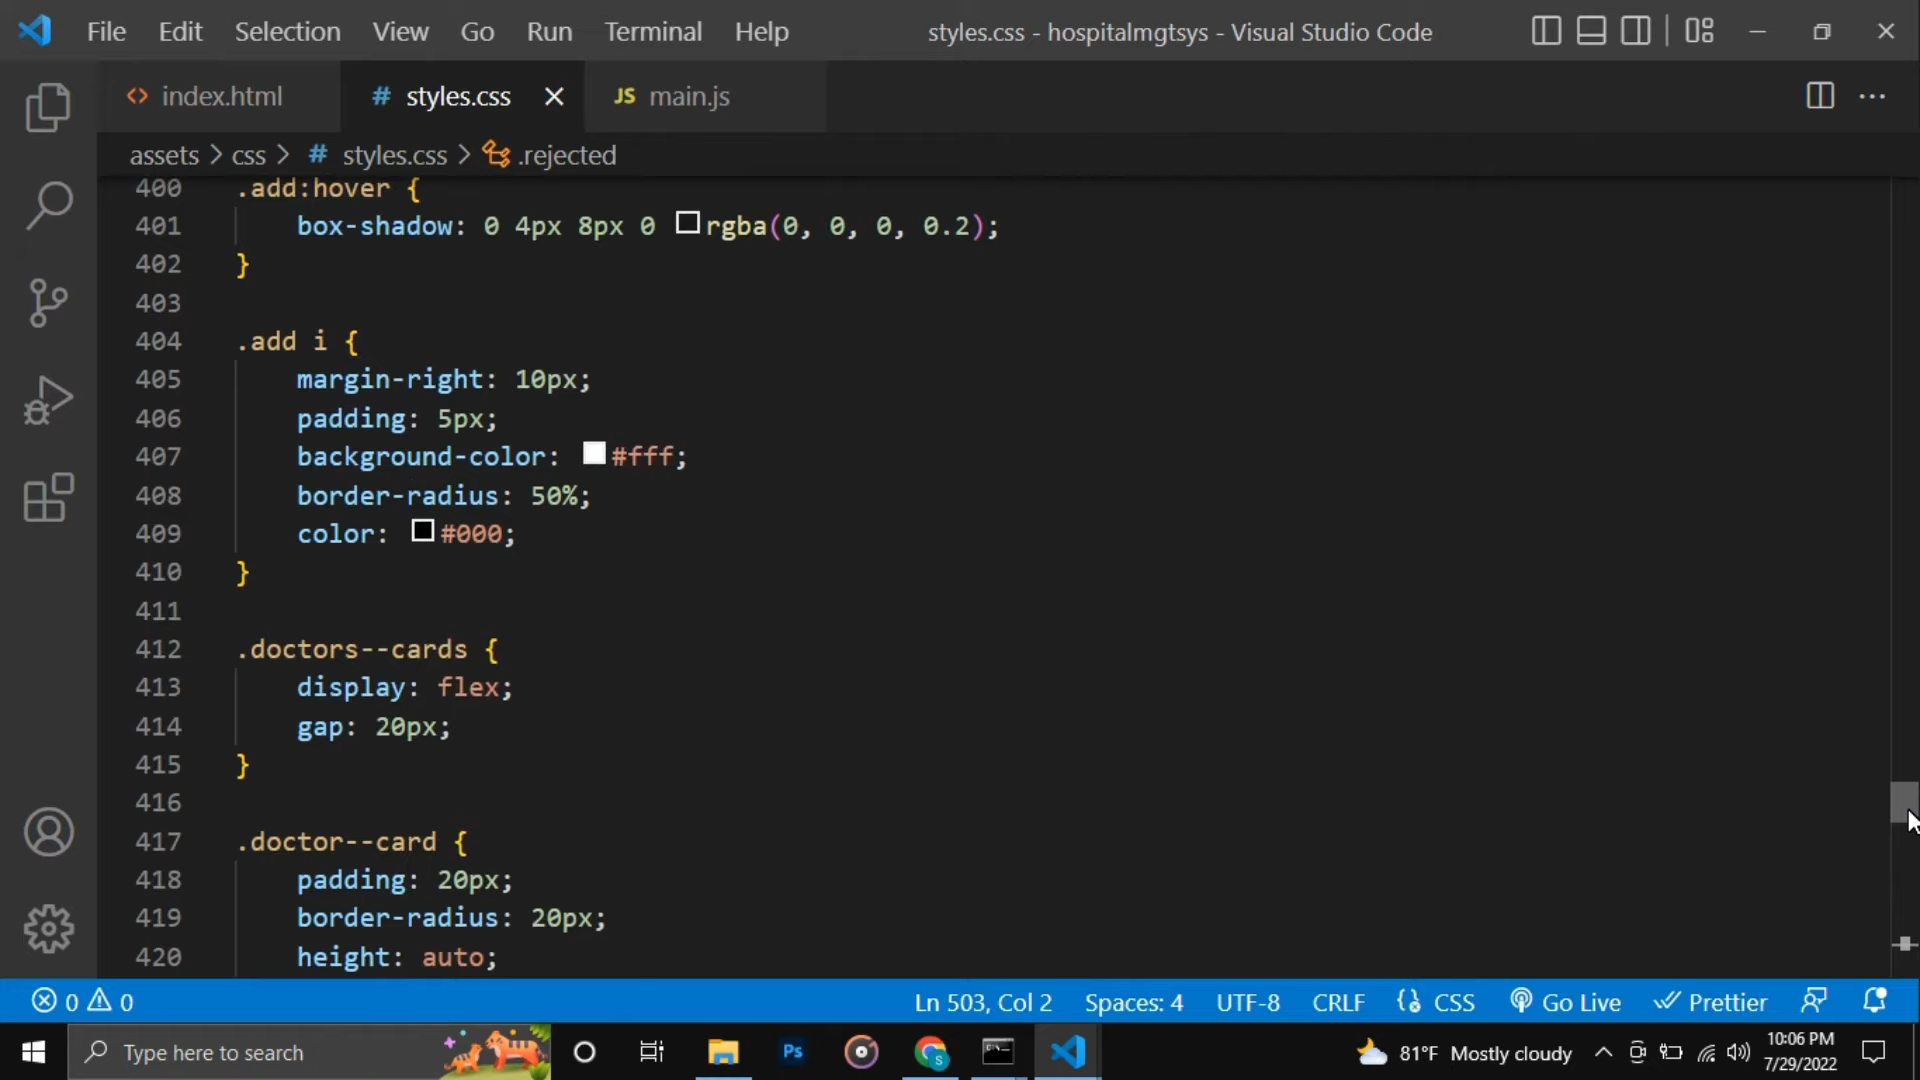 File Edit Selection View Go Run Terminal Help styles.css - hospitalmgtsys - Visual Studio Code
<> index.html # styles.css JS main.js
assets > css > # styles.css > .rejected
400 .add:hover {
401 box-shadow: 0 4px 8px 0 rgba(0, 0, 0, 0.2);
402 }
403
404 .add i {
405 margin-right: 10px;
406 padding: 5px;
407 background-color: #fff;
408 border-radius: 50%;
409 color: #000;
410 }
411
412 .doctors--cards {
413 display: flex;
414 gap: 20px;
415 }
416
417 .doctor--card {
418 padding: 20px;
419 border-radius: 20px;
420 height: auto;
0 0 Ln 503, Col 2 Spaces: 4 UTF-8 CRLF CSS Go Live Prettier
Type here to search Ps 81°F Mostly cloudy 10:06 PM
7/29/2022